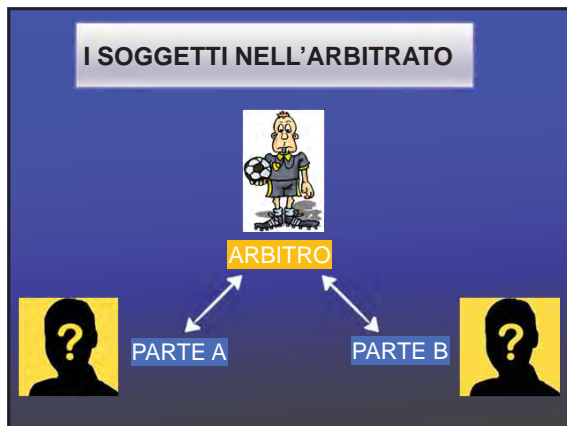 I SOGGETTI NELL'ARBITRATO
ARBITRO
? PARTE A PARTE B ?